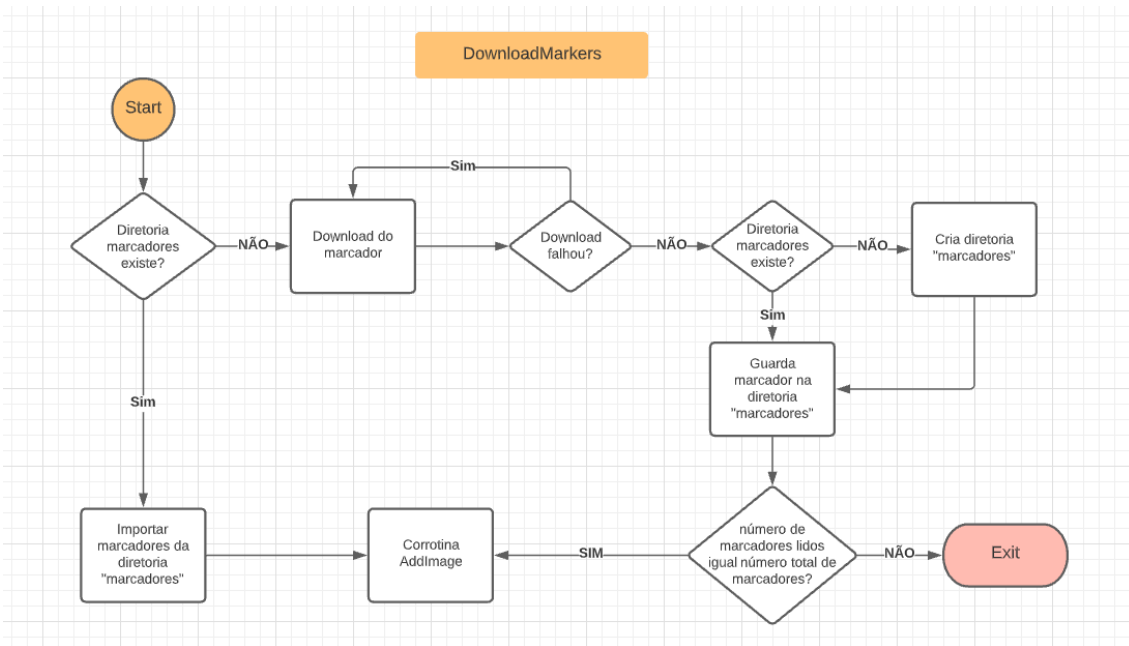 DownloadMarkers
Start
Sim
Diretoria
marcadores
existe?
NÃO
Download do
marcador
Download
falhou?
NÃO
Diretoria
marcadores
existe?
NÃO
Cria diretoria
"marcadores"
Sim
Guarda
marcador na
diretoria
"marcadores"
Sim
Importar
marcadores da
diretoria
"marcadores"
Corrotina
AddImage
SIM
número de
marcadores lidos
igual número total de
marcadores?
NÃO
Exit